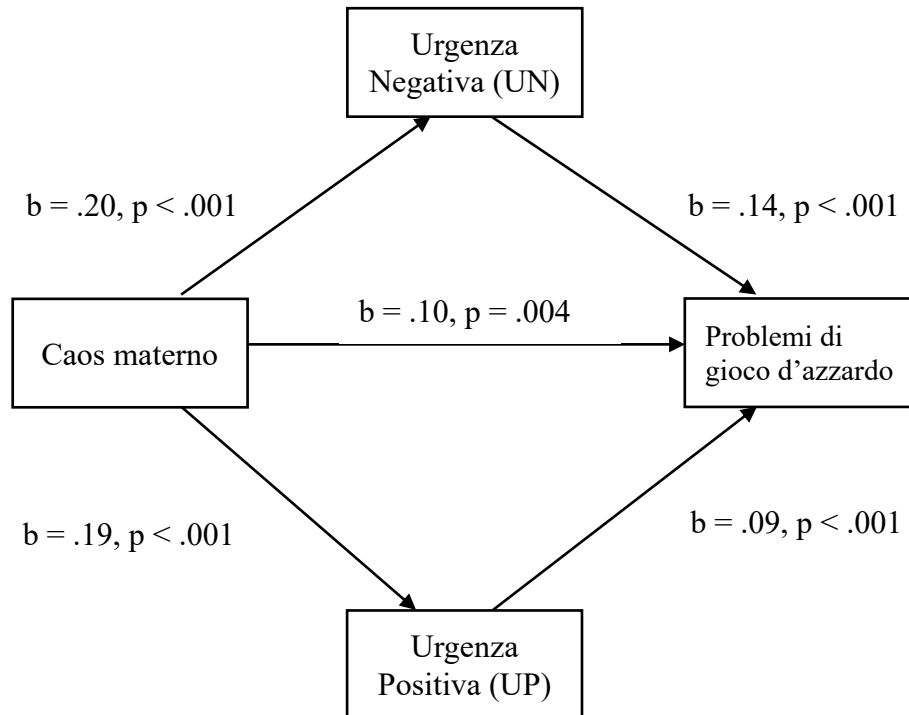 Urgenza
Negativa (UN)
b = .20, p < .001
b = .14, p < .001
b = .10, p = .004
Caos materno
Problemi di
gioco d’azzardo
b = .19, p < .001
b = .09, p < .001
Urgenza
Positiva (UP)